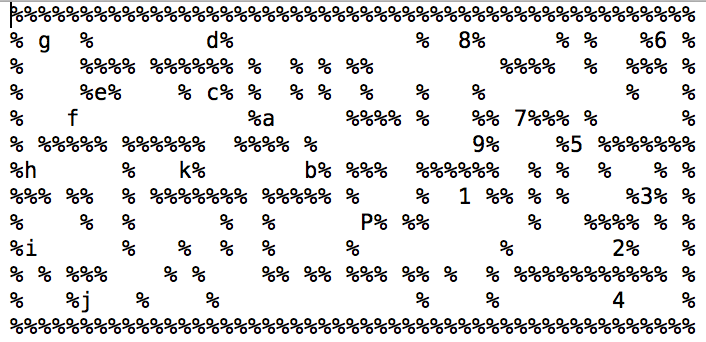 %%%%%%%%%%%%%%%%%%%%%%%%%%%%%%%%%%%%%%%%%%%%%%%%%
% g  %        d%             %  8%     % %   %6 %
%    %%%% %%%%%% %  % % %%         %%%%  %  %%% %
%    %e%    % c% %  % %  %   %   %          %   %
%   f            %a     %%%% %   %% 7%%% %      %
% %%%%% %%%%%%  %%%% %           9%    %5 %%%%%%%
%h      %   k%       b% %%%  %%%%%%  % %  %   % %
%%% %%  % %%%%%%% %%%%% %    %  1 %% % %    %3% %
%    %  %      %  %      P% %%       %   %%%% % %
%i      %   %  %  %     %          %       2%   %
% % %%%    % %    %% %% %%% %% %  % %%%%%%%%%%% %
%   %j   %    %              %    %        4    %
%%%%%%%%%%%%%%%%%%%%%%%%%%%%%%%%%%%%%%%%%%%%%%%%%